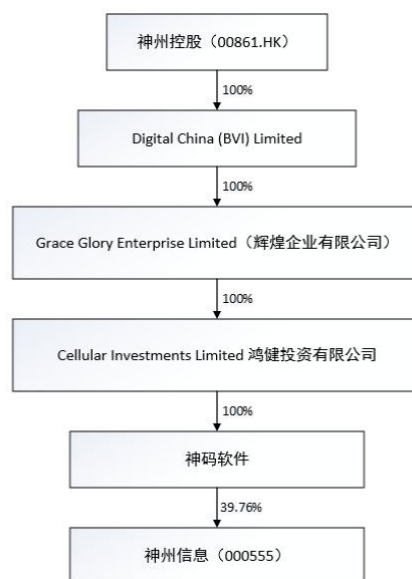 神州控股（00861.HK）
100%
Digital China (BVI) Limited
100%
Grace Glory Enterprise Limited（辉煌企业有限公司）
100%
Cellular Investments Limited 鸿健投资有限公司
100%
神码软件
39.76%
神州信息（000555）